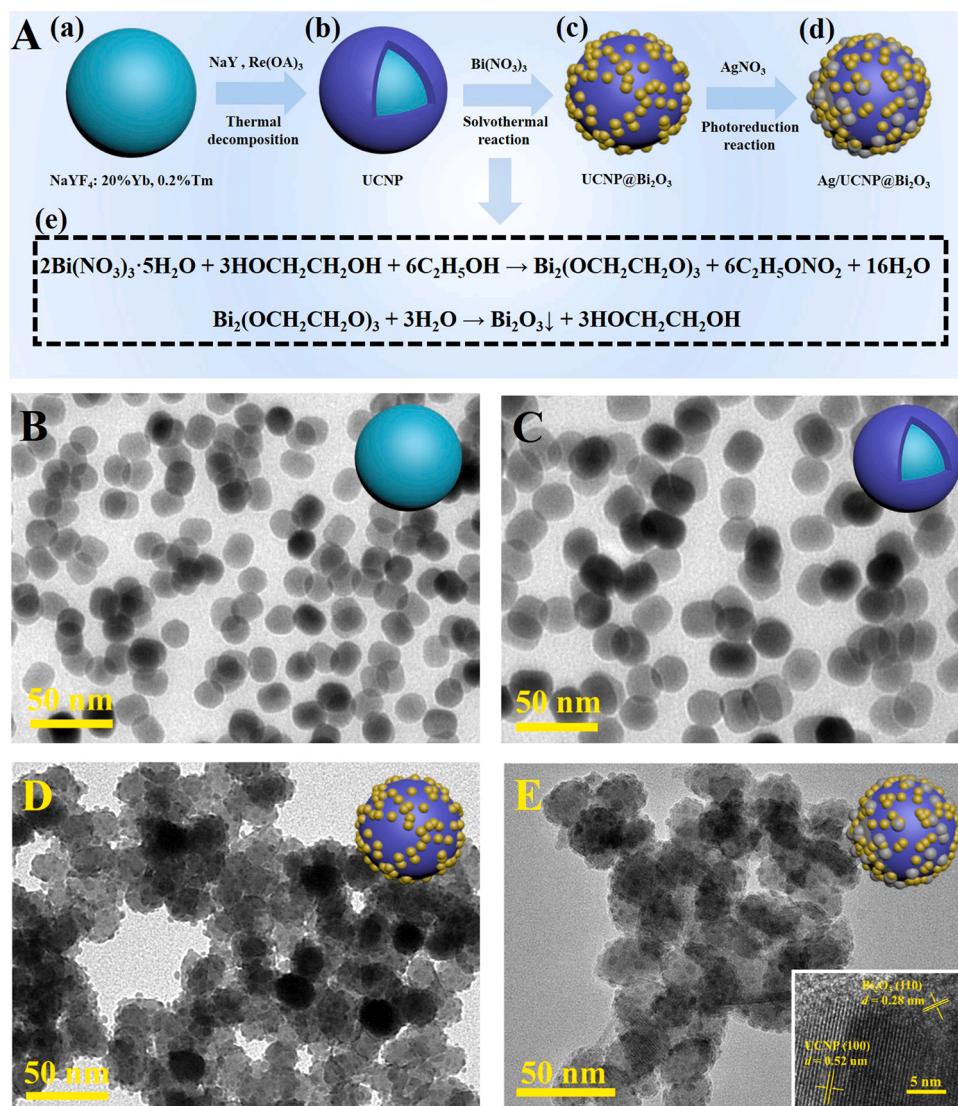 A
(a)
(b)
(c)
(d)
NaY , Re(OA)₃
Thermal
decomposition
Bi(NO₃)₃
Solvothermal
reaction
AgNO₃
Photoreduction
reaction
NaYF₄: 20%Yb, 0.2%Tm
UCNP
UCNP@Bi₂O₃
Ag/UCNP@Bi₂O₃
(e)
2Bi(NO₃)₃·5H₂O + 3HOCH₂CH₂OH + 6C₂H₅OH → Bi₂(OCH₂CH₂O)₃ + 6C₂H₅ONO₂ + 16H₂O
Bi₂(OCH₂CH₂O)₃ + 3H₂O → Bi₂O₃↓ + 3HOCH₂CH₂OH
B
50 nm
C
50 nm
D
50 nm
E
50 nm
Bi₂O₃ (110)
d = 0.28 nm
UCNP (100)
d = 0.52 nm
5 nm